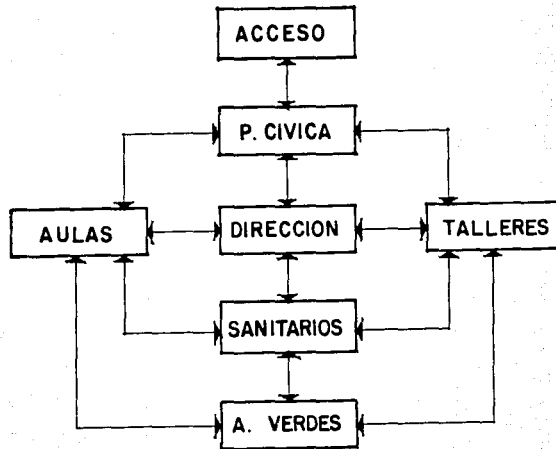 ACCESO
P. CIVICA
AULAS
DIRECCION
TALLERES
SANITARIOS
A. VERDES